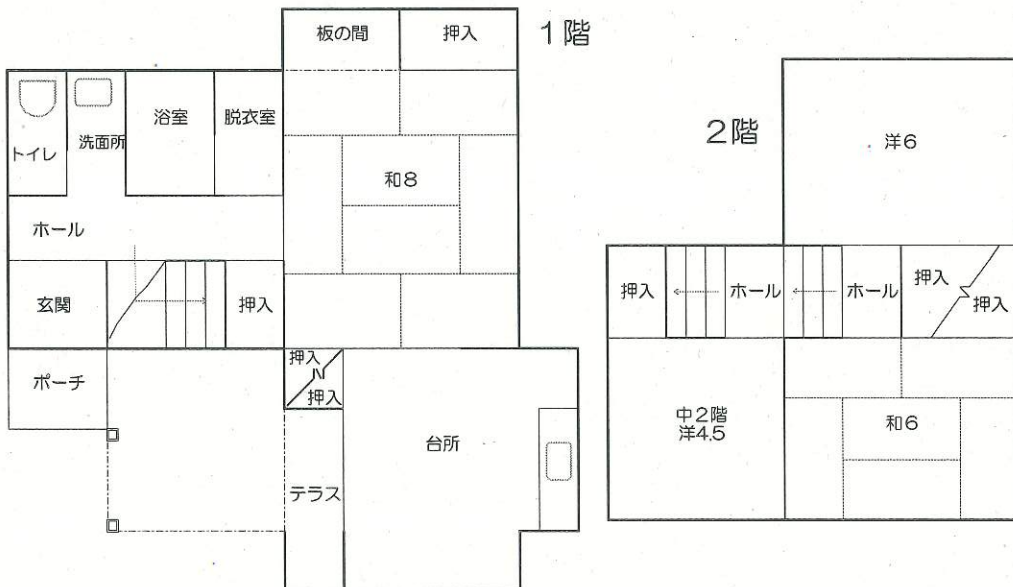 1階
板の間
押入
トイレ
洗面所
浴室
脱衣室
和8
ホール
玄関
押入
ポーチ
押入
押入
台所
テラス
2階
洋6
押入
ホール
ホール
押入
押入
中2階
洋4.5
和6